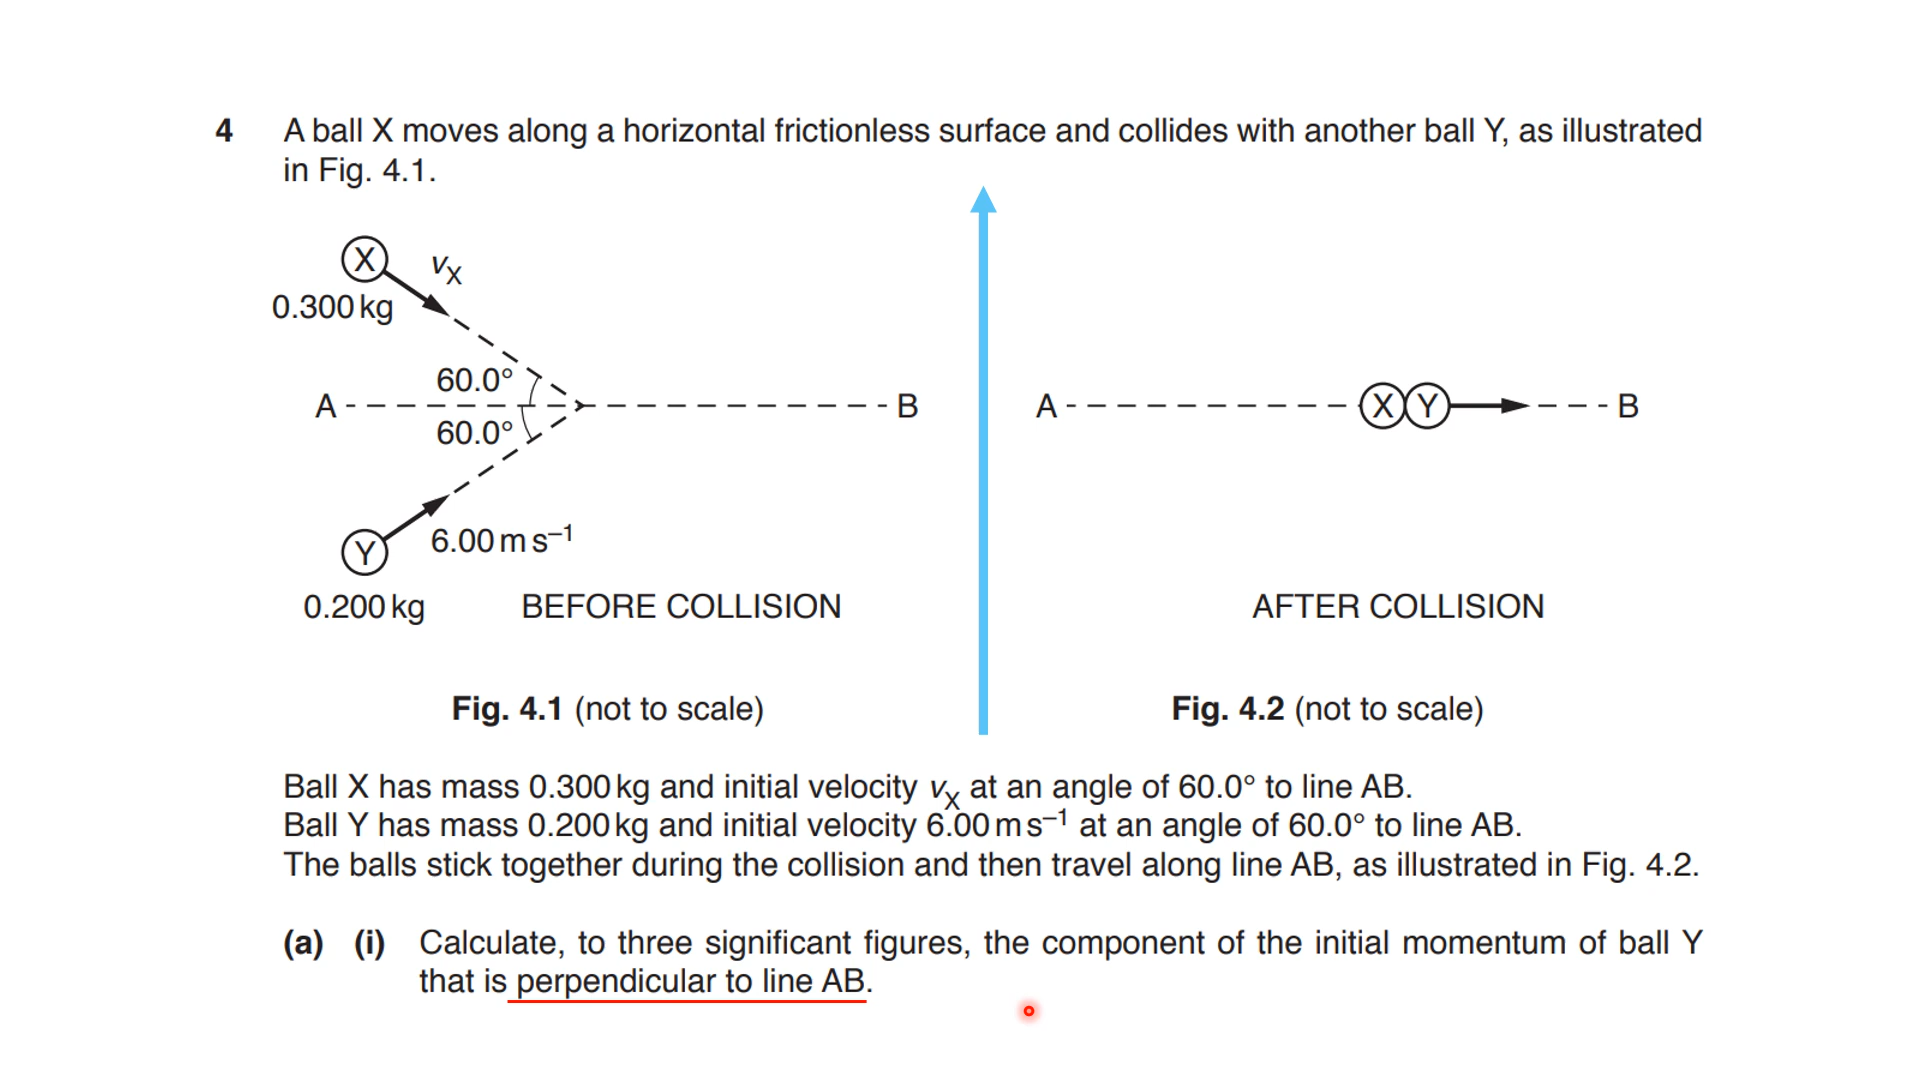 4 A ball X moves along a horizontal frictionless surface and collides with another ball Y, as illustrated
in Fig. 4.1.
X
vX
0.300 kg
60.0°
A
B
60.0°
6.00 m s⁻¹
Y
0.200 kg
BEFORE COLLISION
Fig. 4.1 (not to scale)
A
X Y
B
AFTER COLLISION
Fig. 4.2 (not to scale)
Ball X has mass 0.300 kg and initial velocity vX at an angle of 60.0° to line AB.
Ball Y has mass 0.200 kg and initial velocity 6.00 m s⁻¹ at an angle of 60.0° to line AB.
The balls stick together during the collision and then travel along line AB, as illustrated in Fig. 4.2.
(a) (i) Calculate, to three significant figures, the component of the initial momentum of ball Y
that is perpendicular to line AB.